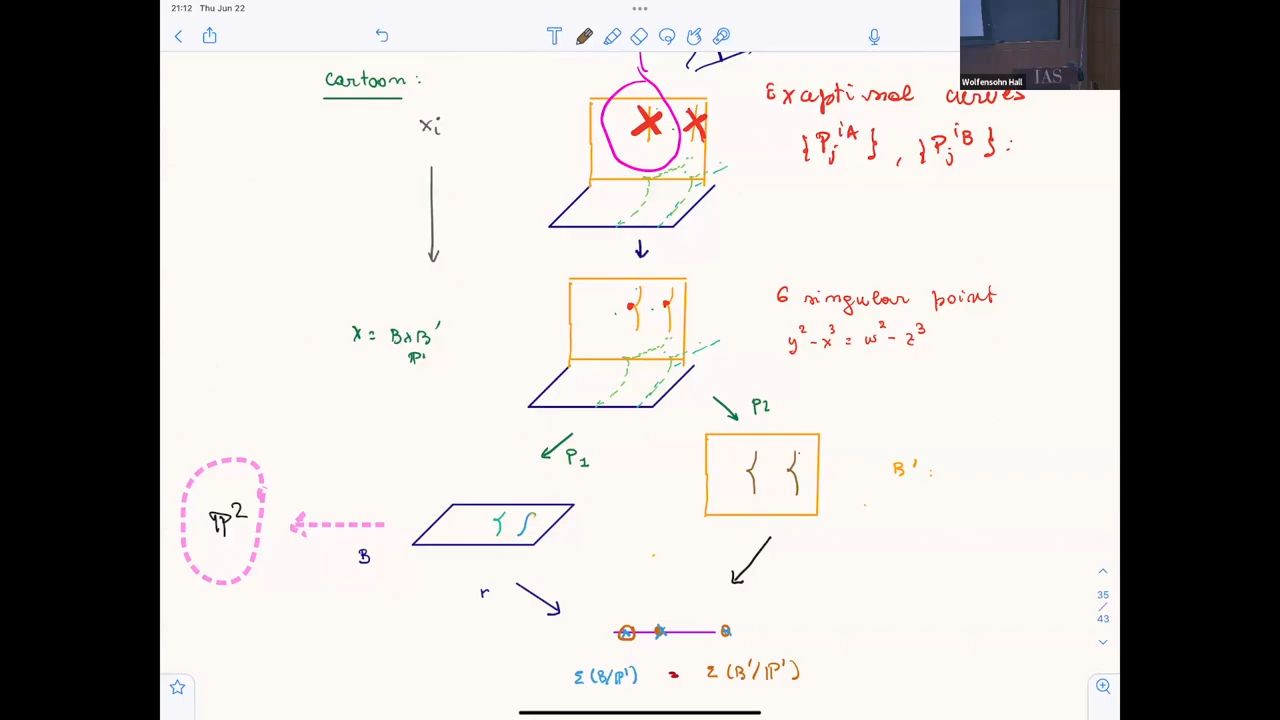 21:12 Thu Jun 22
Wolfensohn Hall
IAS
cartoon :
Exaptional curves
{P_j^{iA}} , {P_j^{iB}} :
x_i
6 singular point
y² - x³ = w² - z³
X = B × B'
P¹
P2
P1
B' :
P²
B
r
Σ(B/P¹) = Σ(B'/P¹)
35
/
43